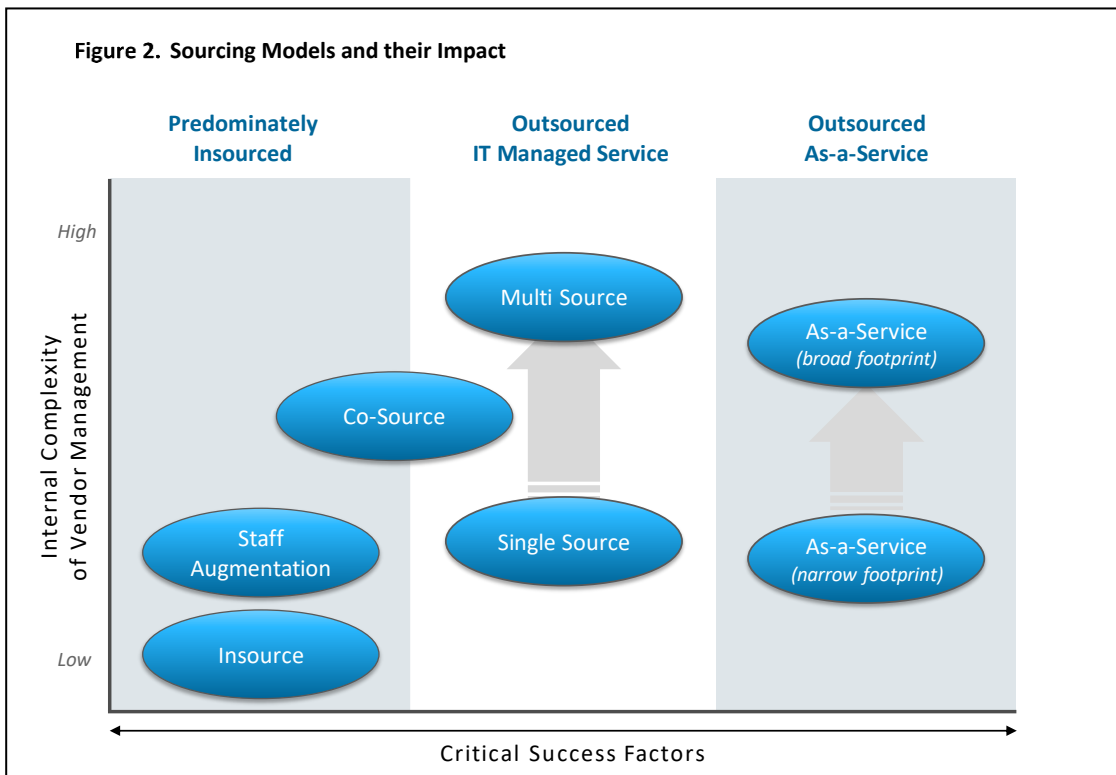 Figure 2. Sourcing Models and their Impact
Predominately
Insourced
Outsourced
IT Managed Service
Outsourced
As-a-Service
High
Internal Complexity
of Vendor Management
Low
Multi Source
As-a-Service
(broad footprint)
Co-Source
Staff
Augmentation
Single Source
As-a-Service
(narrow footprint)
Insource
Critical Success Factors